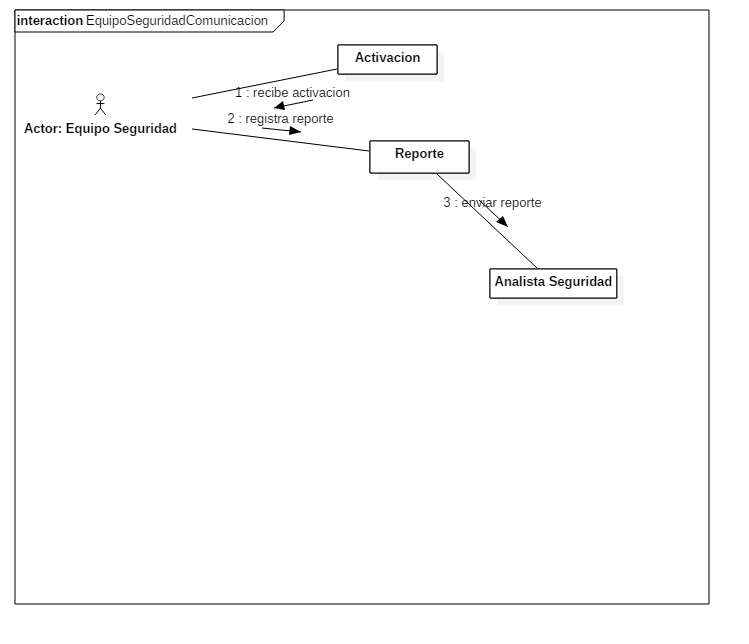 interaction EquipoSeguridadComunicacion
Activacion
1 : recibe activacion
2 : registra reporte
Actor: Equipo Seguridad
Reporte
3 : enviar reporte
Analista Seguridad